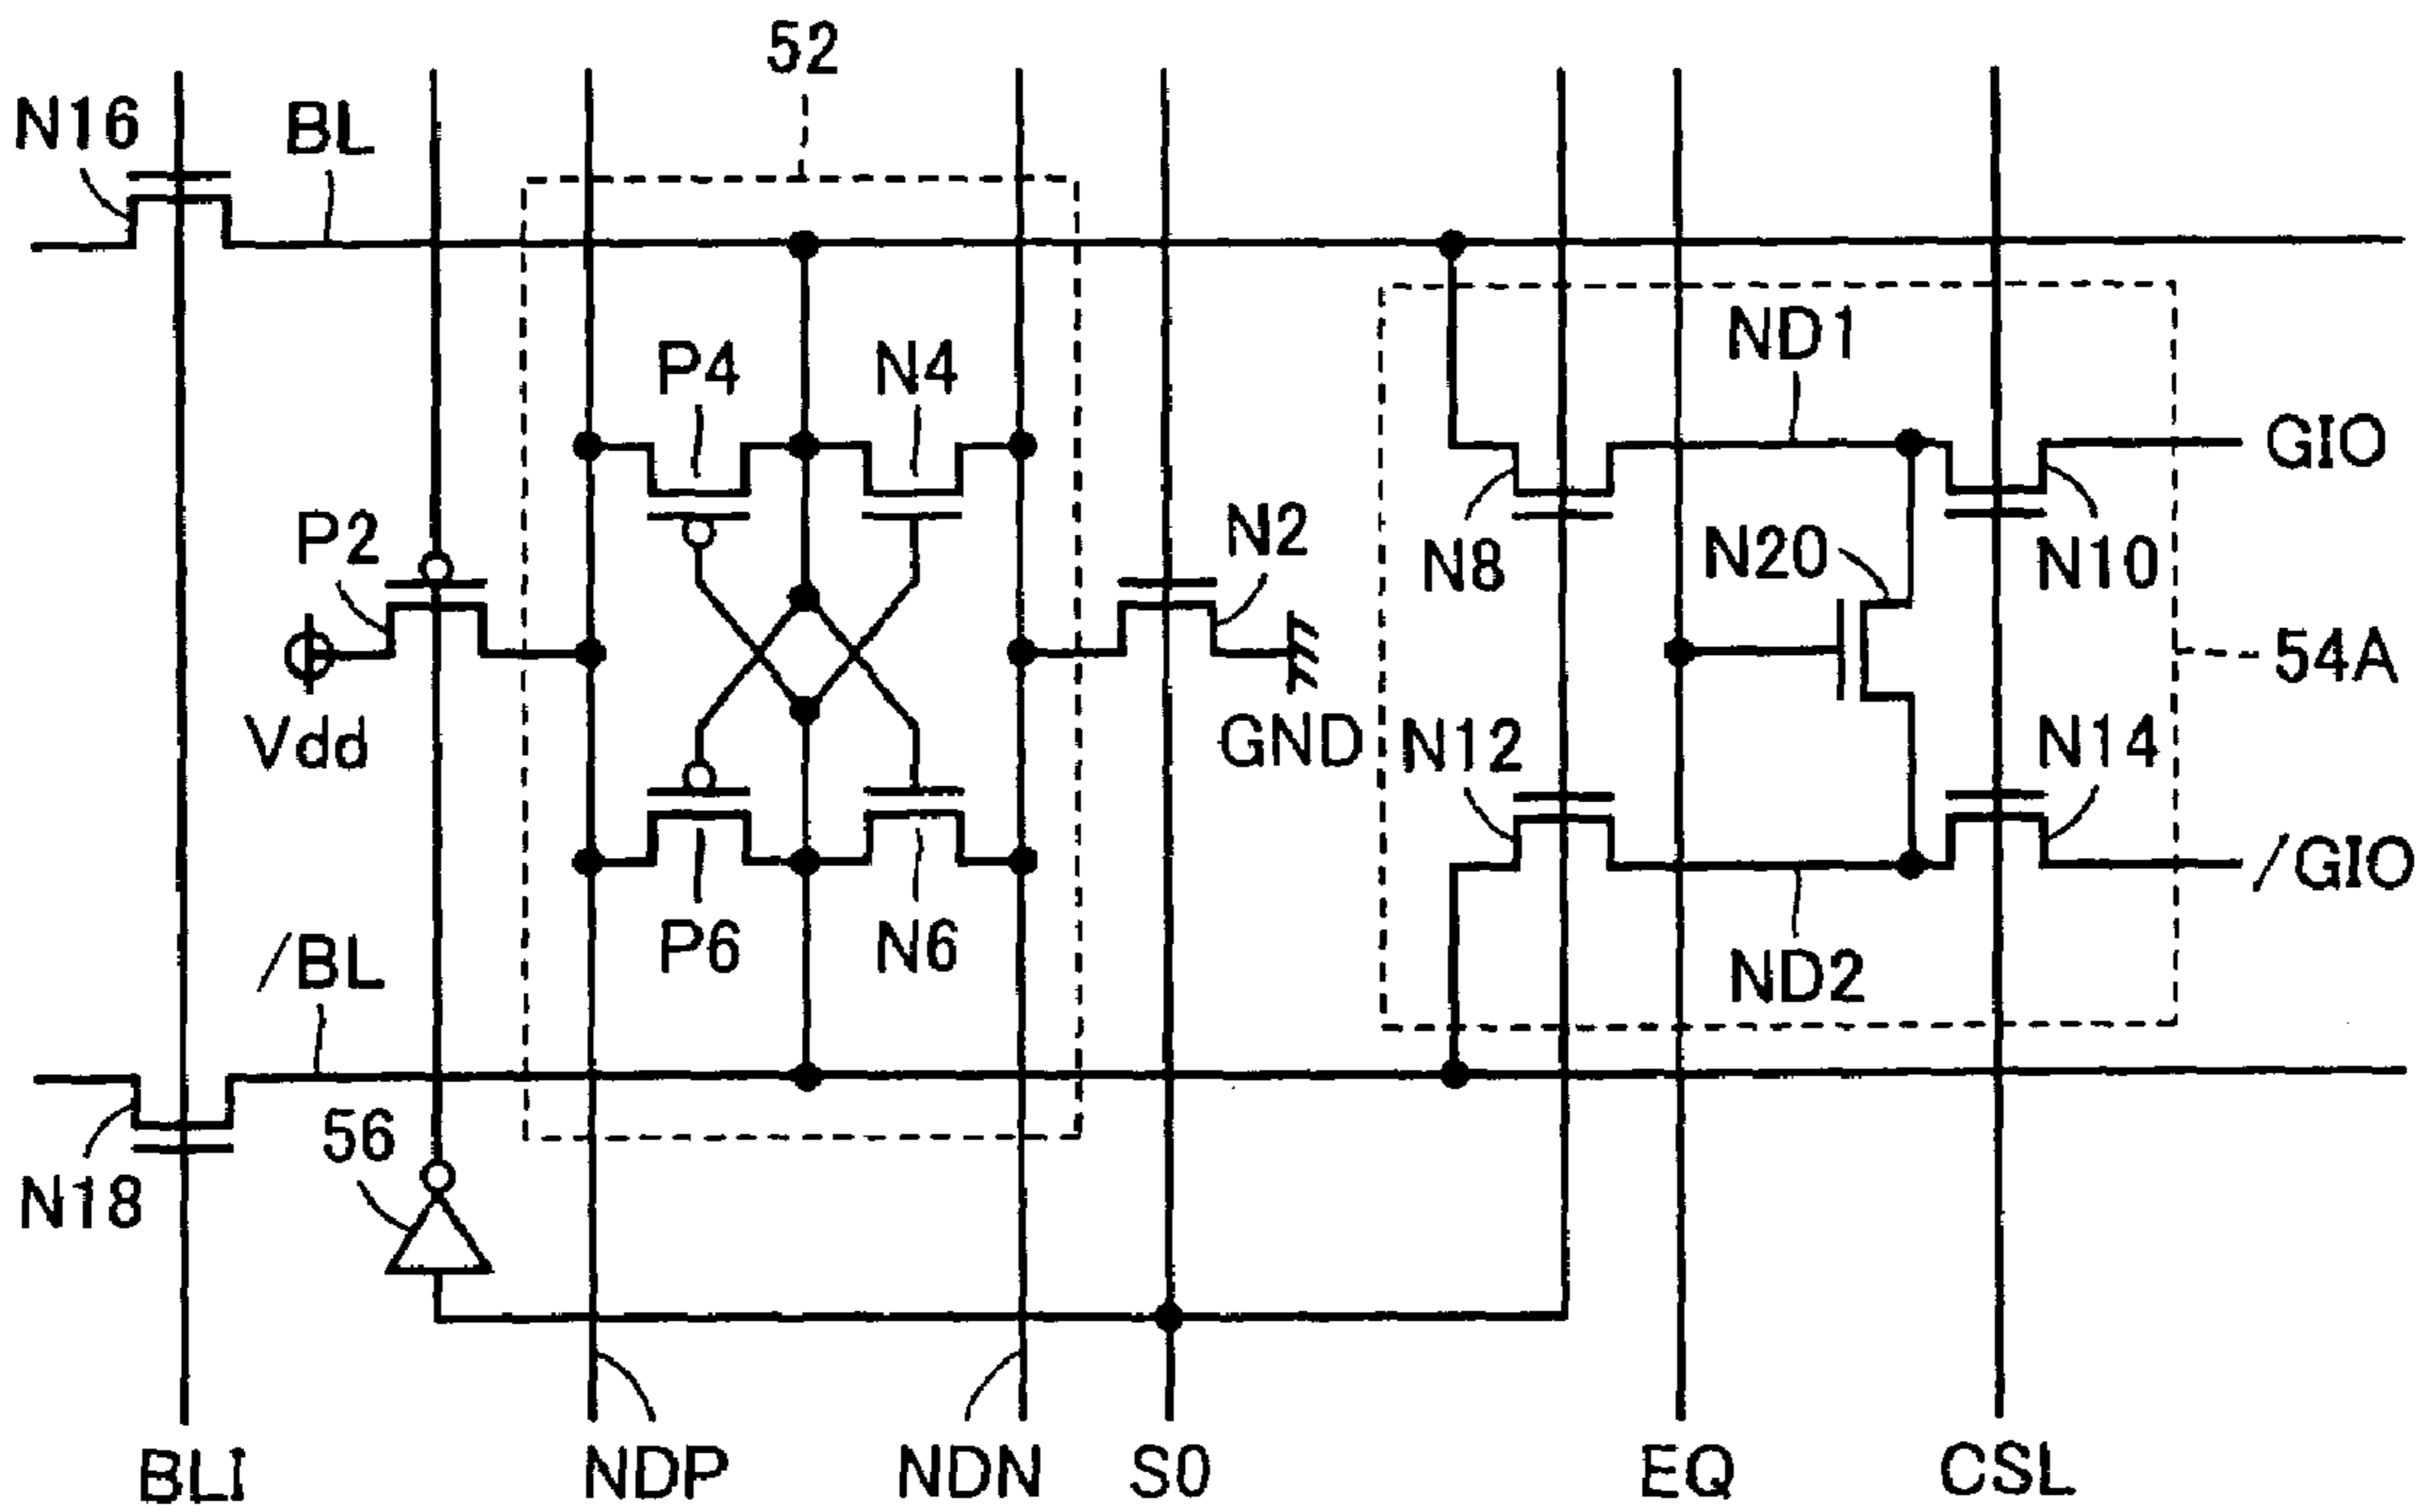 52
N16
BL
ND1
P4
N4
GIO
P2
N2
N8
N20
N10
54A
Vdd
GND
N12
N14
/GIO
P6
N6
/BL
ND2
56
N18
BLI
NDP
NDN
S0
EQ
CSL